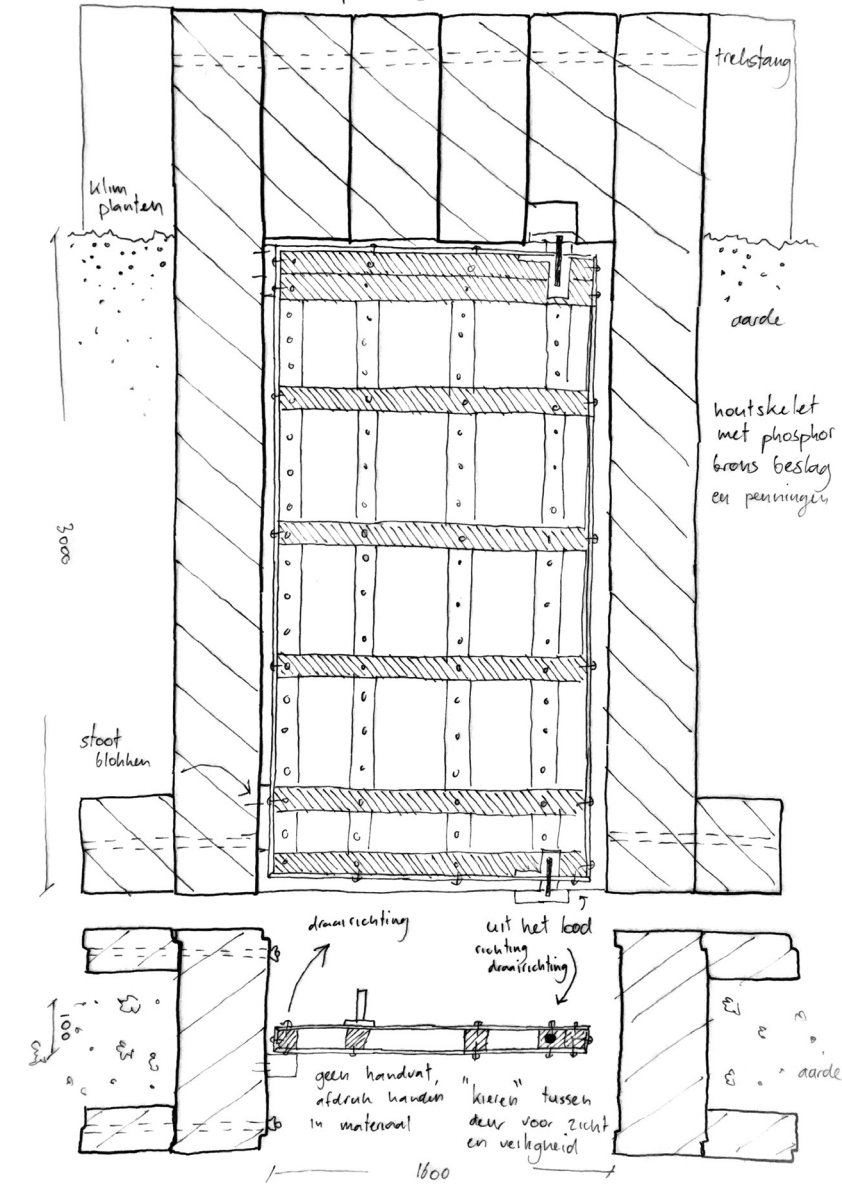 trekstang
klim
planten
aarde
houtskelet
met phosphor
brons beslag
en penningen
3000
stoot
blokken
draairichting
uit het lood
richting
draairichting
100
aarde
geen handvat,
afdruk handen
in materiaal
"kieren" tussen
deur voor zicht
en veiligheid
1600